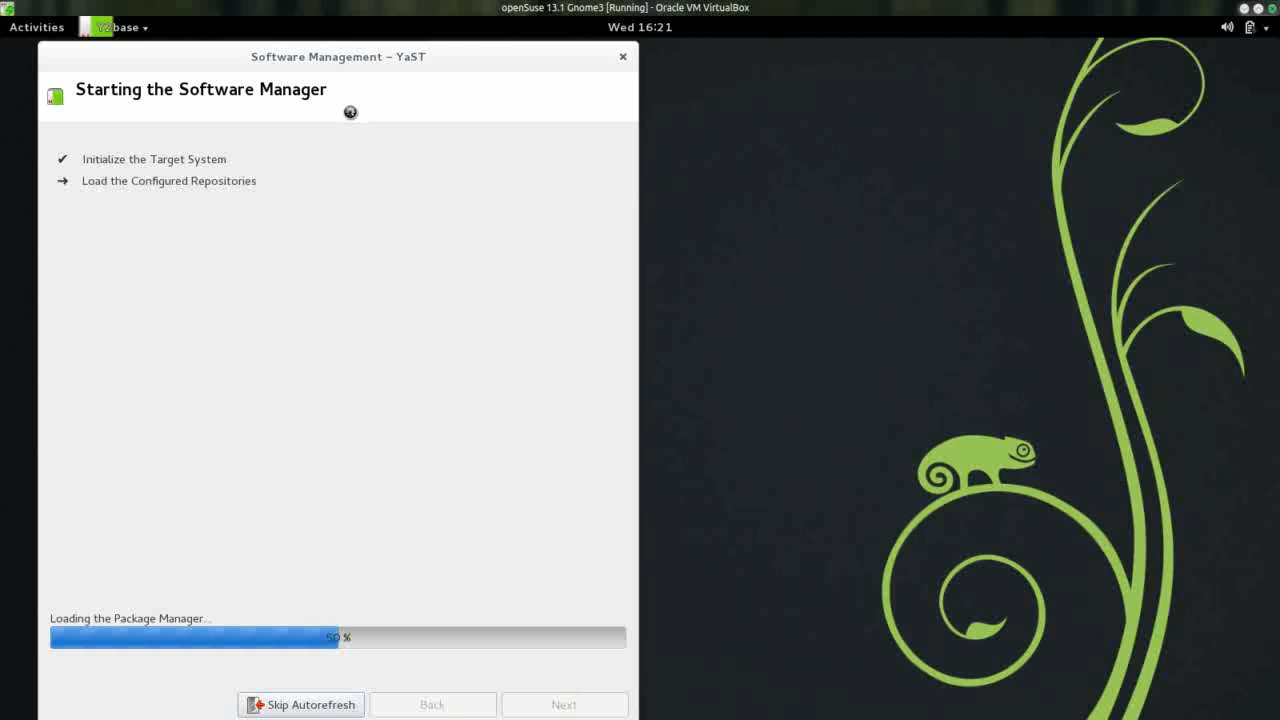 openSuse 13.1 Gnome3 [Running] - Oracle VM VirtualBox
Activities Y2base Wed 16:21
Software Management – YaST
Starting the Software Manager
✔ Initialize the Target System
→ Load the Configured Repositories
Loading the Package Manager...
50 %
Skip Autorefresh Back Next